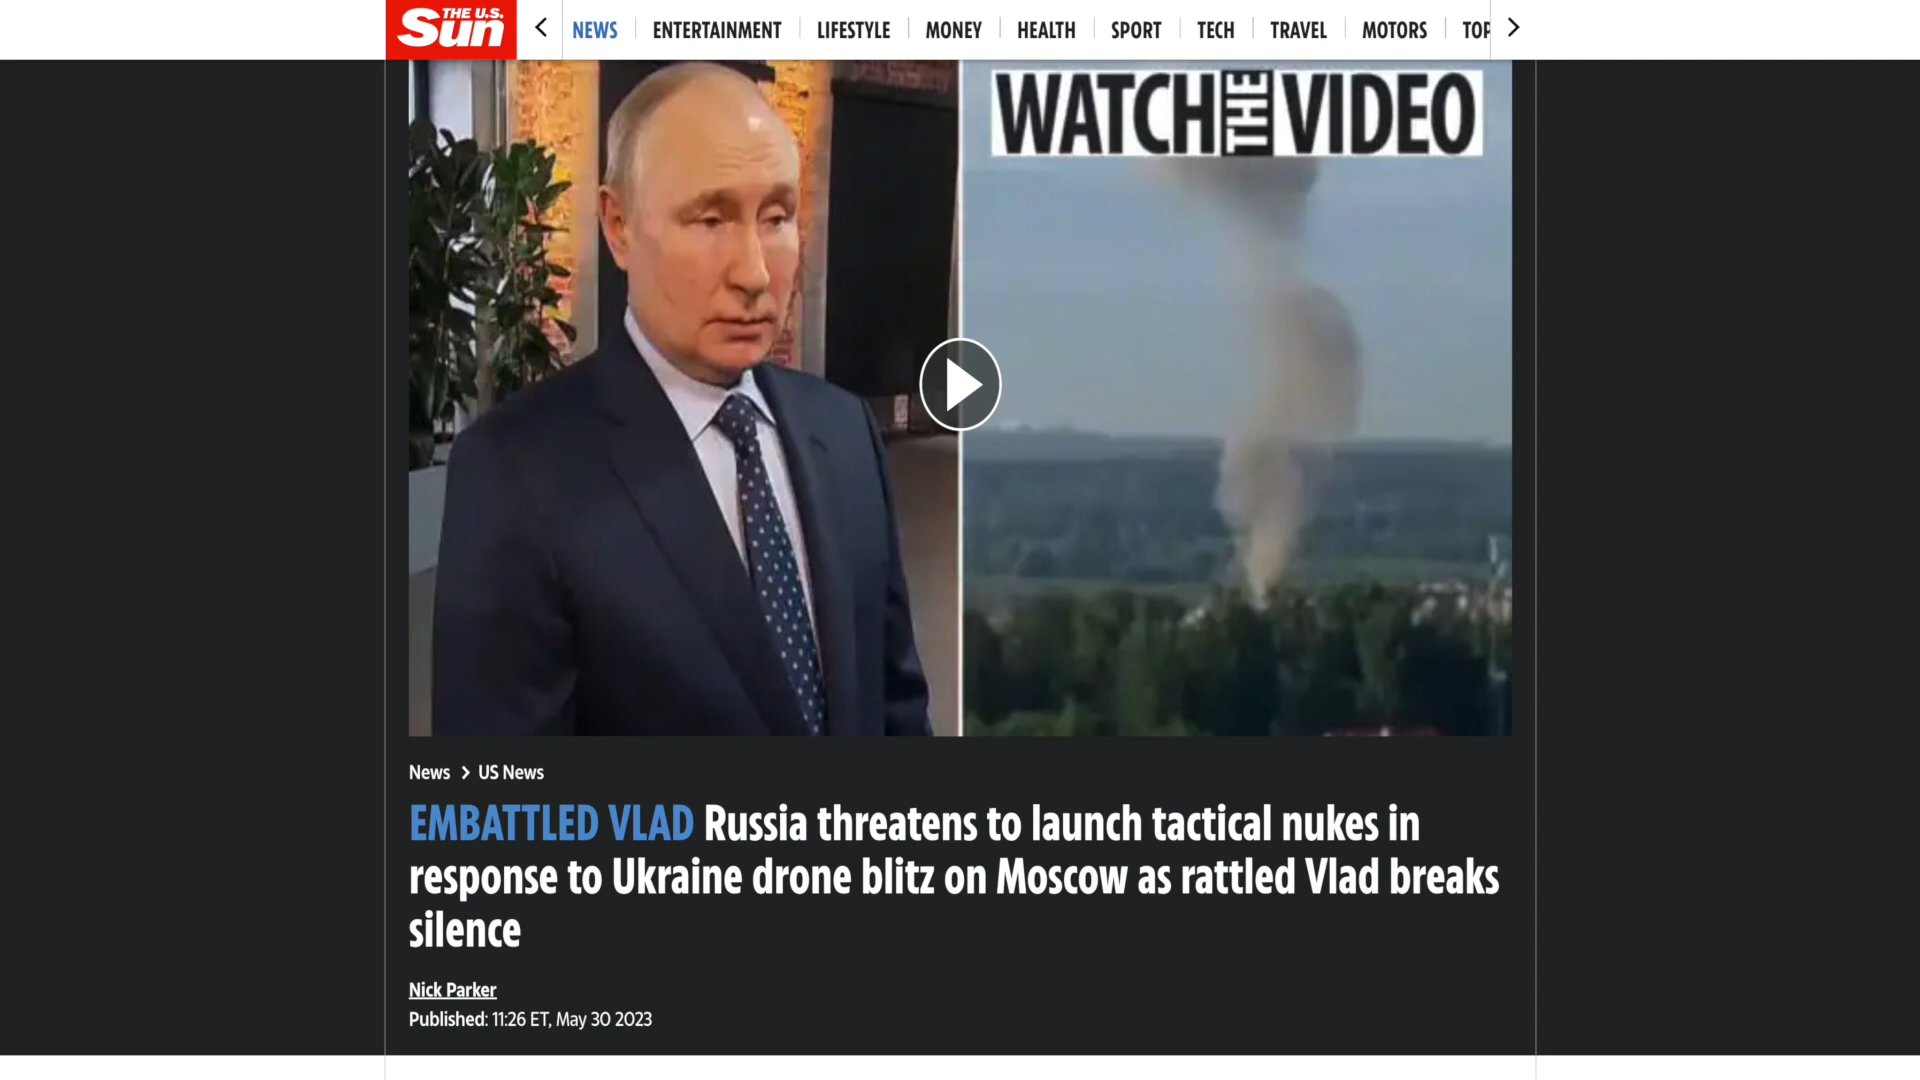 THE U.S.
Sun
NEWS ENTERTAINMENT LIFESTYLE MONEY HEALTH SPORT TECH TRAVEL MOTORS TOP
WATCH THE VIDEO
News > US News
EMBATTLED VLAD Russia threatens to launch tactical nukes in
response to Ukraine drone blitz on Moscow as rattled Vlad breaks
silence
Nick Parker
Published: 11:26 ET, May 30 2023